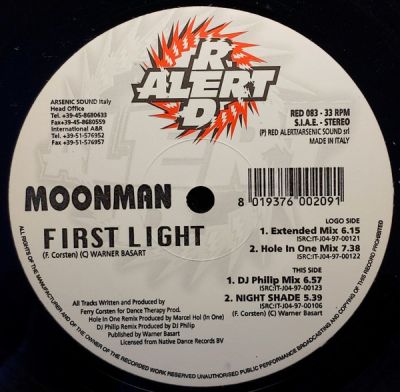 RED
ALERT
ARSENIC SOUND Italy
Head Office
Tel. +39-45-8680633
Fax+39-45-8680559
International A&R
Tel. +39-51-576952
Fax. +39-51-576957
RED 083 - 33 RPM
S.I.A.E. - STEREO
(P) RED ALERT/ARSENIC SOUND srl
MADE IN ITALY
MOONMAN
FIRST LIGHT
(F. Corsten) (C) WARNER BASART
8 019376 002091
LOGO SIDE
1. Extended Mix 6.15
ISRC:IT-J04-97-00121
2. Hole In One Mix 7.38
ISRC:IT-J04-97-00122
THIS SIDE
1. DJ Philip Mix 6.57
ISRC:IT-J04-97-00123
2. NIGHT SHADE 5.39
ISRC:IT-J04-97-00106
(F. Corsten) (C) Warner Basart
All Tracks Written and Produced by
Ferry Corsten for Dance Therapy Prod.
Hole In One Remix Produced by Marcel Hol (In One)
DJ Philip Remix Produced by DJ Philip
Published by Warner Basart
Licensed from Native Dance Records BV
ALL RIGHTS OF THE MANUFACTURER AND OF THE OWNER OF THE RECORDED WORK RESERVED UNAUTHORISED PUBLIC PERFORMANCE BROADCASTING AND COPYING OF THIS RECORD PROHIBITED